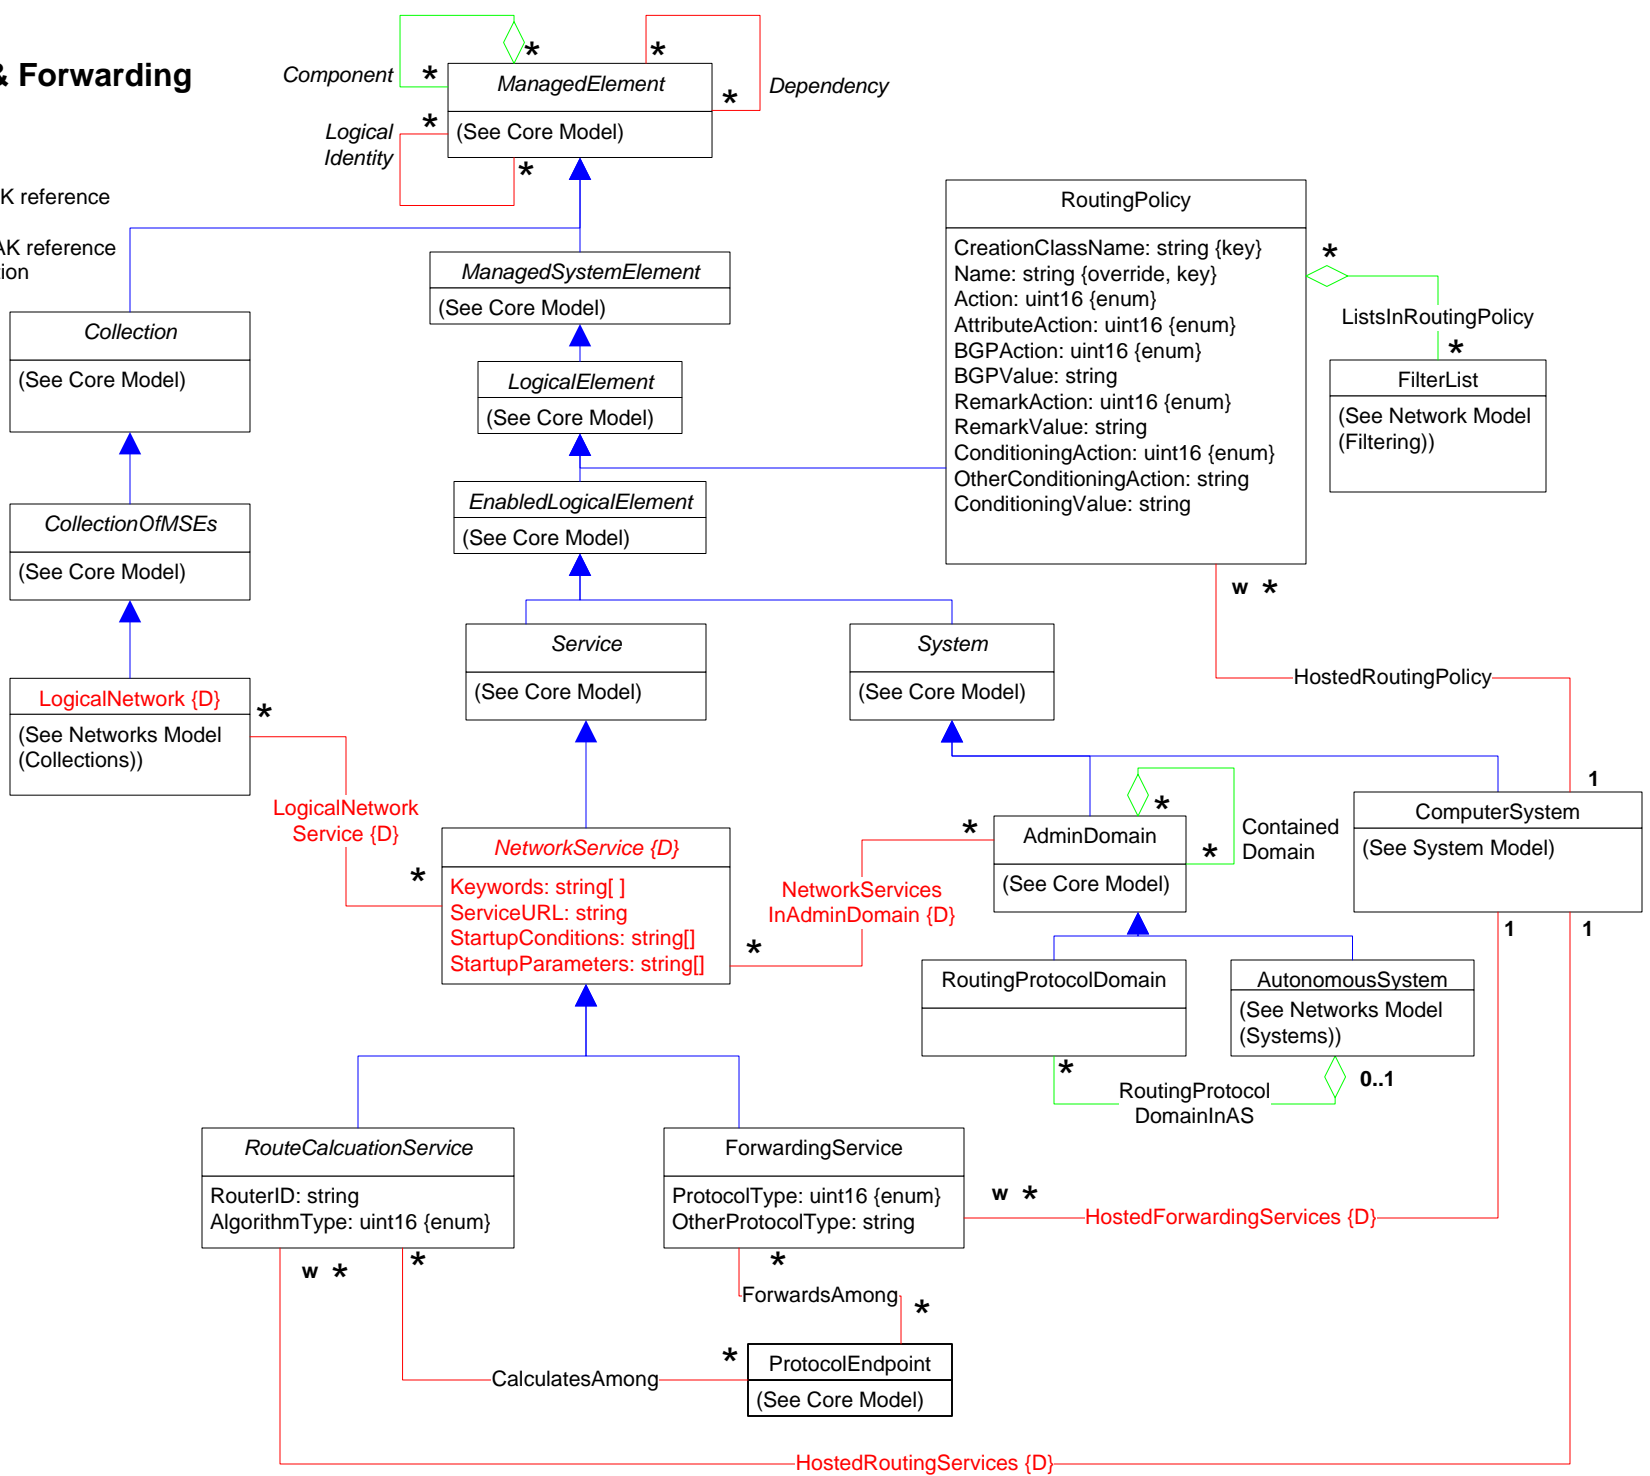 & Forwarding
Component
*
*
*
*
Dependency
ManagedElement
(See Core Model)
Logical
Identity
*
*
K reference
AK reference
tion
Collection
(See Core Model)
ManagedSystemElement
(See Core Model)
LogicalElement
(See Core Model)
RoutingPolicy
CreationClassName: string {key}
Name: string {override, key}
Action: uint16 {enum}
AttributeAction: uint16 {enum}
BGPAction: uint16 {enum}
BGPValue: string
RemarkAction: uint16 {enum}
RemarkValue: string
ConditioningAction: uint16 {enum}
OtherConditioningAction: string
ConditioningValue: string
*
ListsInRoutingPolicy
*
FilterList
(See Network Model
(Filtering))
CollectionOfMSEs
(See Core Model)
EnabledLogicalElement
(See Core Model)
w *
HostedRoutingPolicy
1
Service
(See Core Model)
System
(See Core Model)
LogicalNetwork {D}
(See Networks Model
(Collections))
*
LogicalNetwork
Service {D}
*
NetworkService {D}
Keywords: string[ ]
ServiceURL: string
StartupConditions: string[]
StartupParameters: string[]
*
NetworkServices
InAdminDomain {D}
*
AdminDomain
(See Core Model)
*
*
Contained
Domain
ComputerSystem
(See System Model)
1
1
RoutingProtocolDomain
AutonomousSystem
(See Networks Model
(Systems))
*
RoutingProtocol
DomainInAS
0..1
RouteCalcuationService
RouterID: string
AlgorithmType: uint16 {enum}
ForwardingService
ProtocolType: uint16 {enum}
OtherProtocolType: string
w *
HostedForwardingServices {D}
w *
*
*
ForwardsAmong
*
CalculatesAmong
*
ProtocolEndpoint
(See Core Model)
HostedRoutingServices {D}